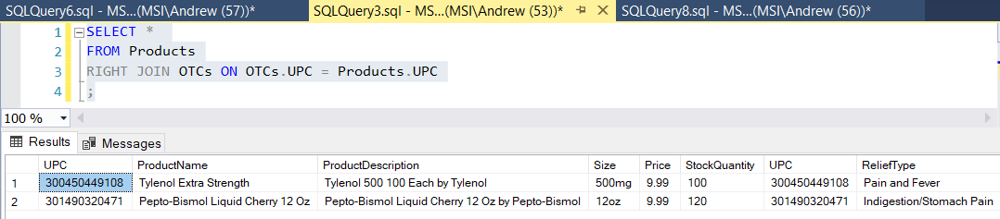 SQLQuery6.sql - MS...(MSI\Andrew (57))* SQLQuery3.sql - MS...(MSI\Andrew (53))* SQLQuery8.sql - MS...(MSI\Andrew (56))*
1 SELECT *
2 FROM Products
3 RIGHT JOIN OTCs ON OTCs.UPC = Products.UPC
4 ;
100 %
Results Messages
UPC ProductName ProductDescription Size Price StockQuantity UPC ReliefType
1 300450449108 Tylenol Extra Strength Tylenol 500 100 Each by Tylenol 500mg 9.99 100 300450449108 Pain and Fever
2 301490320471 Pepto-Bismol Liquid Cherry 12 Oz Pepto-Bismol Liquid Cherry 12 Oz by Pepto-Bismol 12oz 9.99 120 301490320471 Indigestion/Stomach Pain